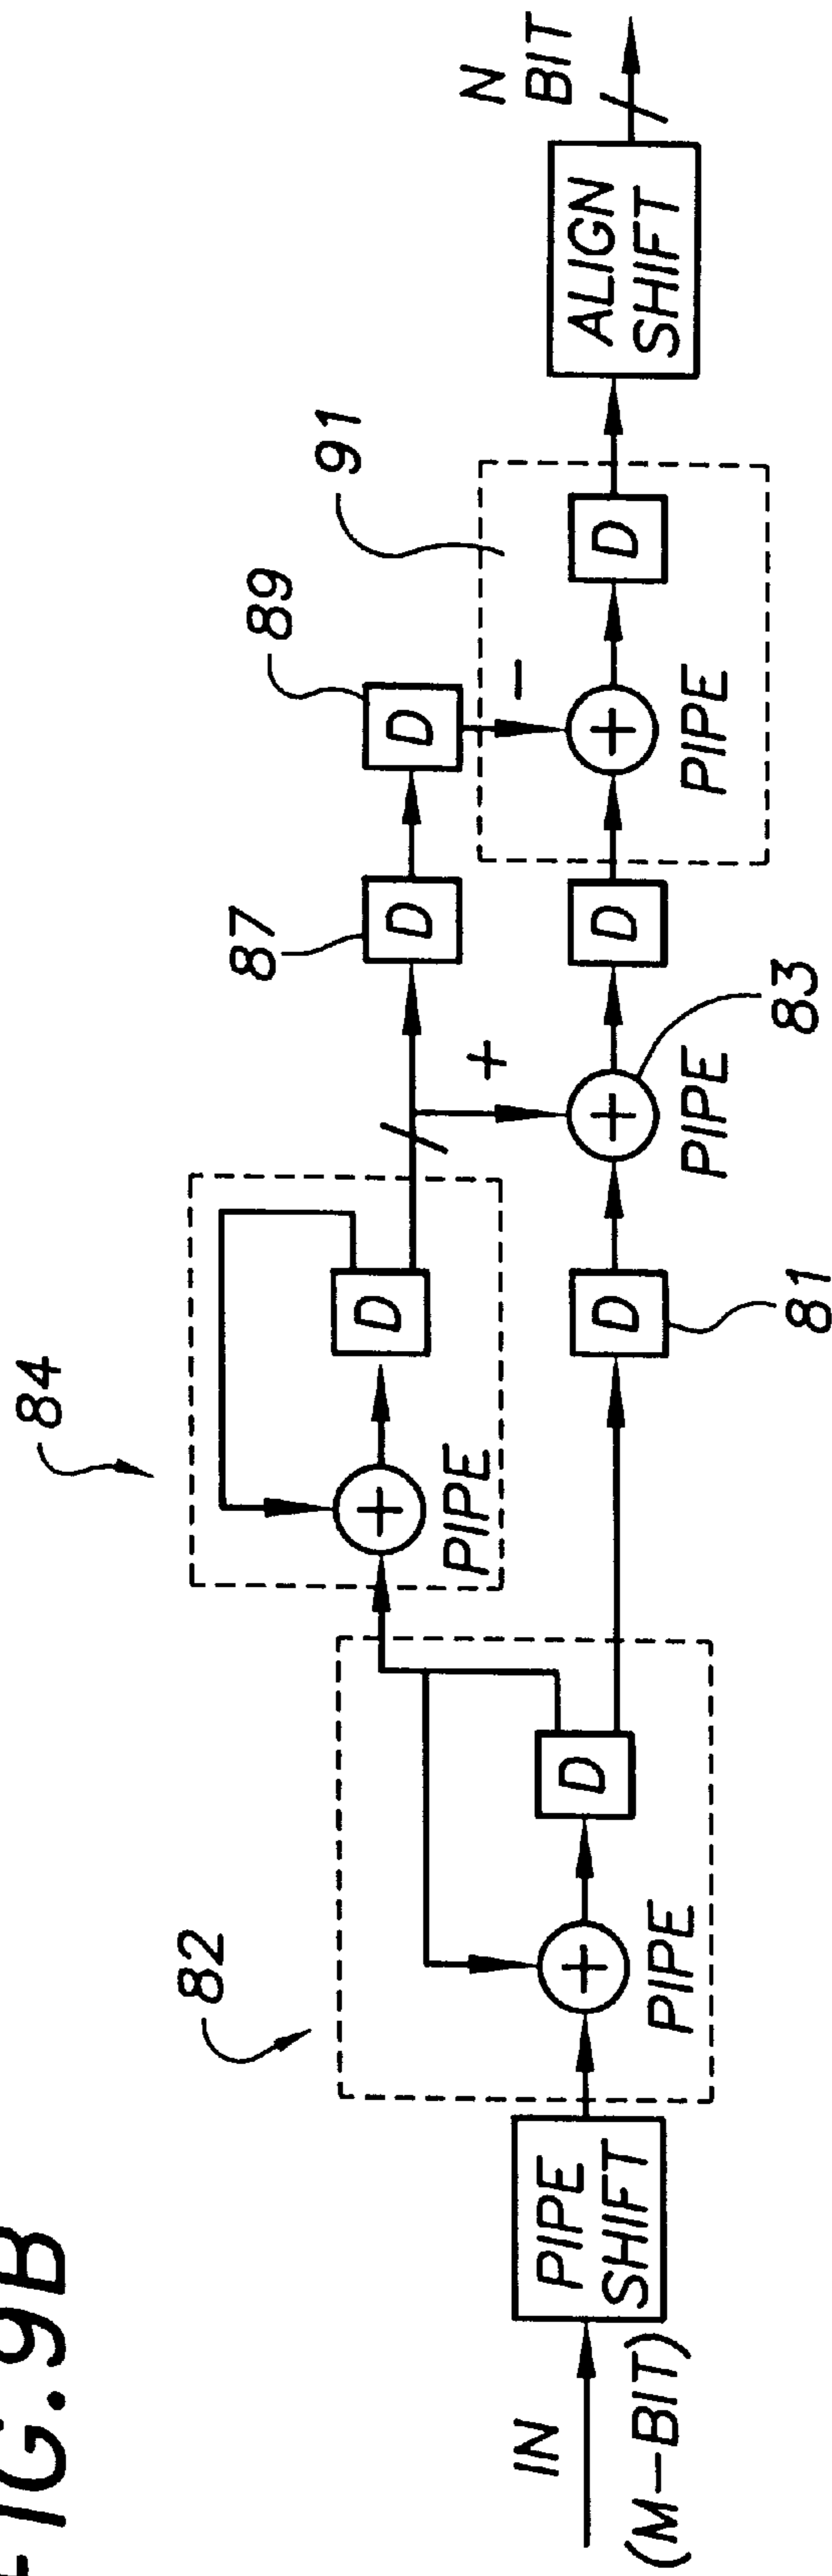 FIG.9B
IN
(M-BIT)
PIPE
SHIFT
82
+
D
PIPE
84
+
D
PIPE
81
D
+
+
83
PIPE
87
D
D
89
D
-
+
D
91
PIPE
ALIGN
SHIFT
N
BIT